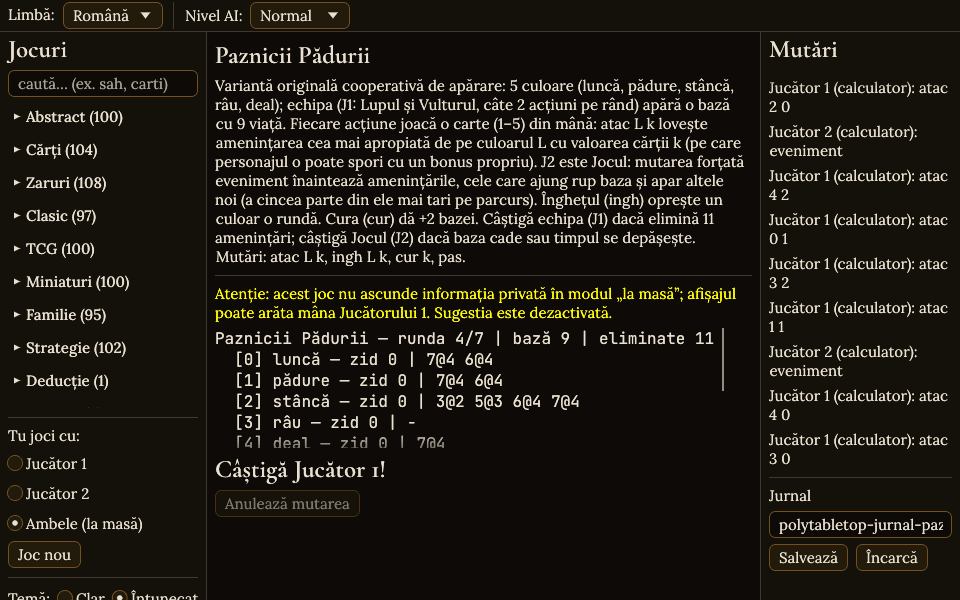 Limbă: Română ▼ Nivel AI: Normal ▼
Jocuri
caută... (ex. sah, carti)
▸ Abstract (100)
▸ Cărți (104)
▸ Zaruri (108)
▸ Clasic (97)
▸ TCG (100)
▸ Miniaturi (100)
▸ Familie (95)
▸ Strategie (102)
▸ Deducție (1)
Tu joci cu:
Jucător 1
Jucător 2
Ambele (la masă)
Joc nou
Temă: Clar Întunecat
Paznicii Pădurii
Variantă originală cooperativă de apărare: 5 culoare (luncă, pădure, stâncă,
râu, deal); echipa (J1: Lupul și Vulturul, câte 2 acțiuni pe rând) apără o bază
cu 9 viață. Fiecare acțiune joacă o carte (1–5) din mână: atac L k lovește
amenințarea cea mai apropiată de pe culoarul L cu valoarea cărții k (pe care
personajul o poate spori cu un bonus propriu). J2 este Jocul: mutarea forțată
eveniment înaintează amenințările, cele care ajung rup baza și apar altele
noi (a cincea parte din ele mai tari pe parcurs). Înghețul (ingh) oprește un
culoar o rundă. Cura (cur) dă +2 bazei. Câștigă echipa (J1) dacă elimină 11
amenințări; câștigă Jocul (J2) dacă baza cade sau timpul se depășește.
Mutări: atac L k, ingh L k, cur k, pas.
Atenție: acest joc nu ascunde informația privată în modul „la masă”; afișajul
poate arăta mâna Jucătorului 1. Sugestia este dezactivată.
Paznicii Pădurii — runda 4/7 | bază 9 | eliminate 11
[0] luncă — zid 0 | 7@4 6@4
[1] pădure — zid 0 | 7@4 6@4
[2] stâncă — zid 0 | 3@2 5@3 6@4 7@4
[3] râu — zid 0 | -
[4] deal — zid 0 | 7@4
Câștigă Jucător 1!
Anulează mutarea
Mutări
Jucător 1 (calculator): atac
2 0
Jucător 2 (calculator):
eveniment
Jucător 1 (calculator): atac
4 2
Jucător 1 (calculator): atac
0 1
Jucător 1 (calculator): atac
3 2
Jucător 1 (calculator): atac
1 1
Jucător 2 (calculator):
eveniment
Jucător 1 (calculator): atac
4 0
Jucător 1 (calculator): atac
3 0
Jurnal
polytabletop-jurnal-paz
Salvează Încarcă